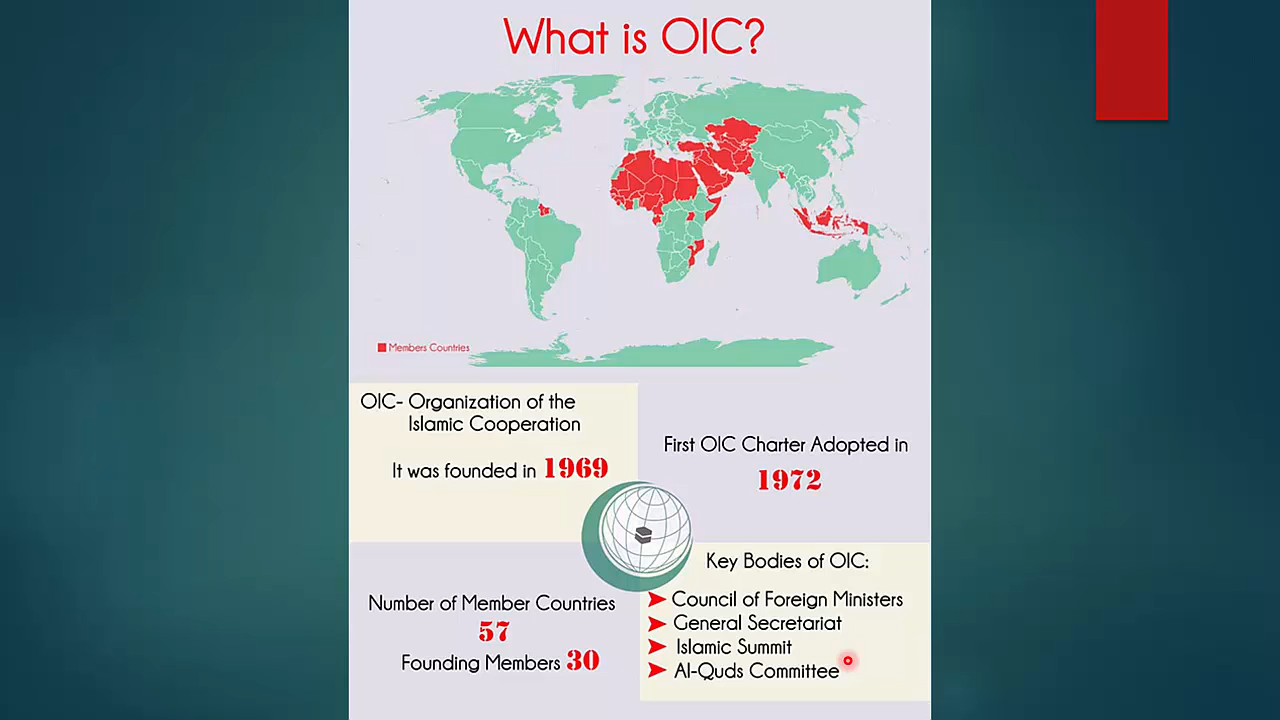 What is OIC?
Members Countries
OIC- Organization of the
Islamic Cooperation
It was founded in 1969
First OIC Charter Adopted in
1972
Number of Member Countries
57
Founding Members 30
Key Bodies of OIC:
Council of Foreign Ministers
General Secretariat
Islamic Summit
Al-Quds Committee